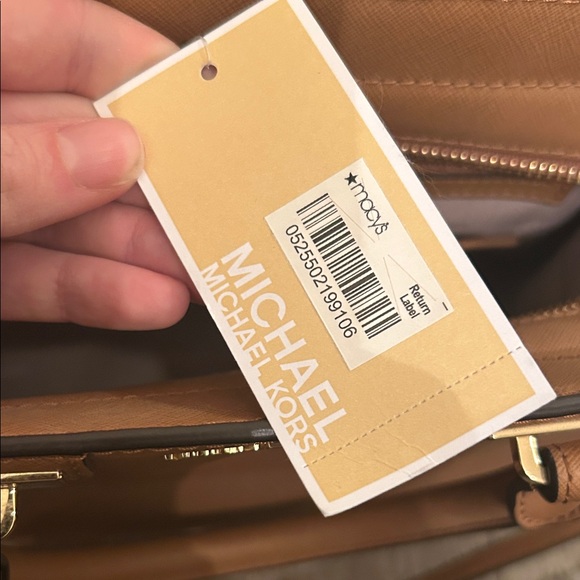 ★macy's
0525502199106
Return
Label
MICHAEL
MICHAEL KORS